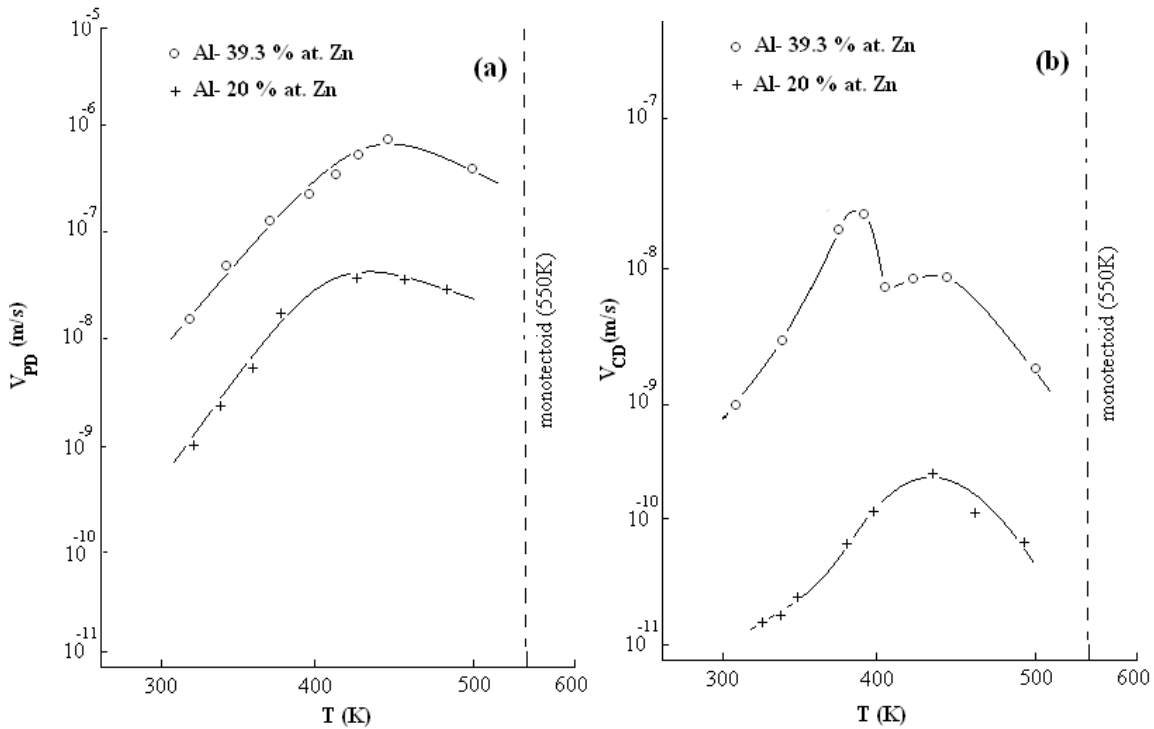 10-5
10-6
10-7
10-8
10-9
10-10
10-11
V PD (m/s)
Al- 39.3 % at. Zn
Al- 20 % at. Zn
(a)
monotectoid (550K)
300
400
500
600
T (K)
10-7
10-8
10-9
10-10
10-11
V CD (m/s)
Al- 39.3 % at. Zn
Al- 20 % at. Zn
(b)
monotectoid (550K)
300
400
500
600
T (K)